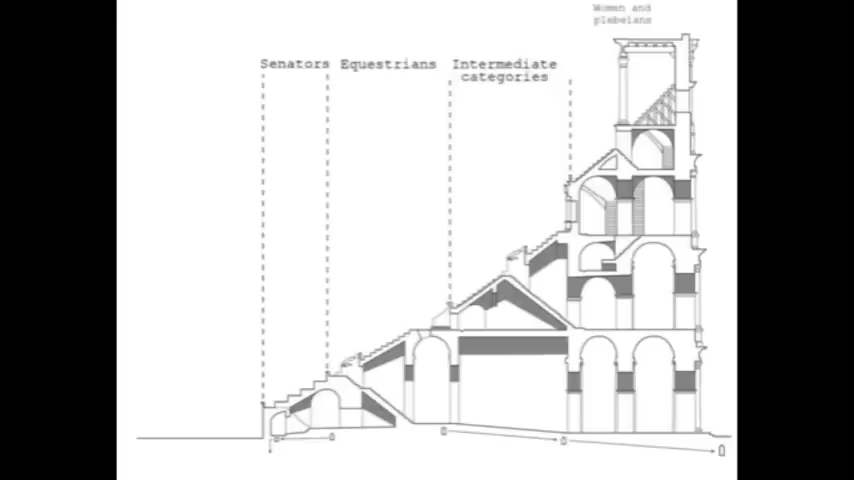 Women and
plebeians
Senators Equestrians Intermediate
categories